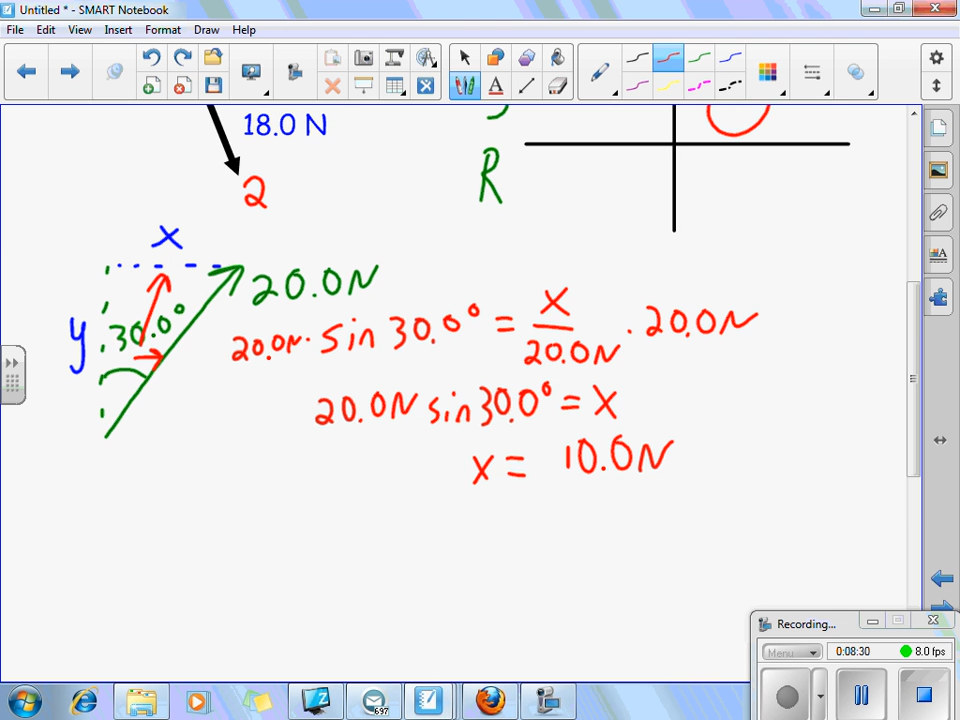 Untitled * - SMART Notebook
File Edit View Insert Format Draw Help
18.0 N
2
R
x
20.0N
y
30.0°
20.0N · Sin 30.0° = x / 20.0N · 20.0N
20.0N sin 30.0° = x
x = 10.0N
Recording...
Menu
0:08:30
8.0 fps
697